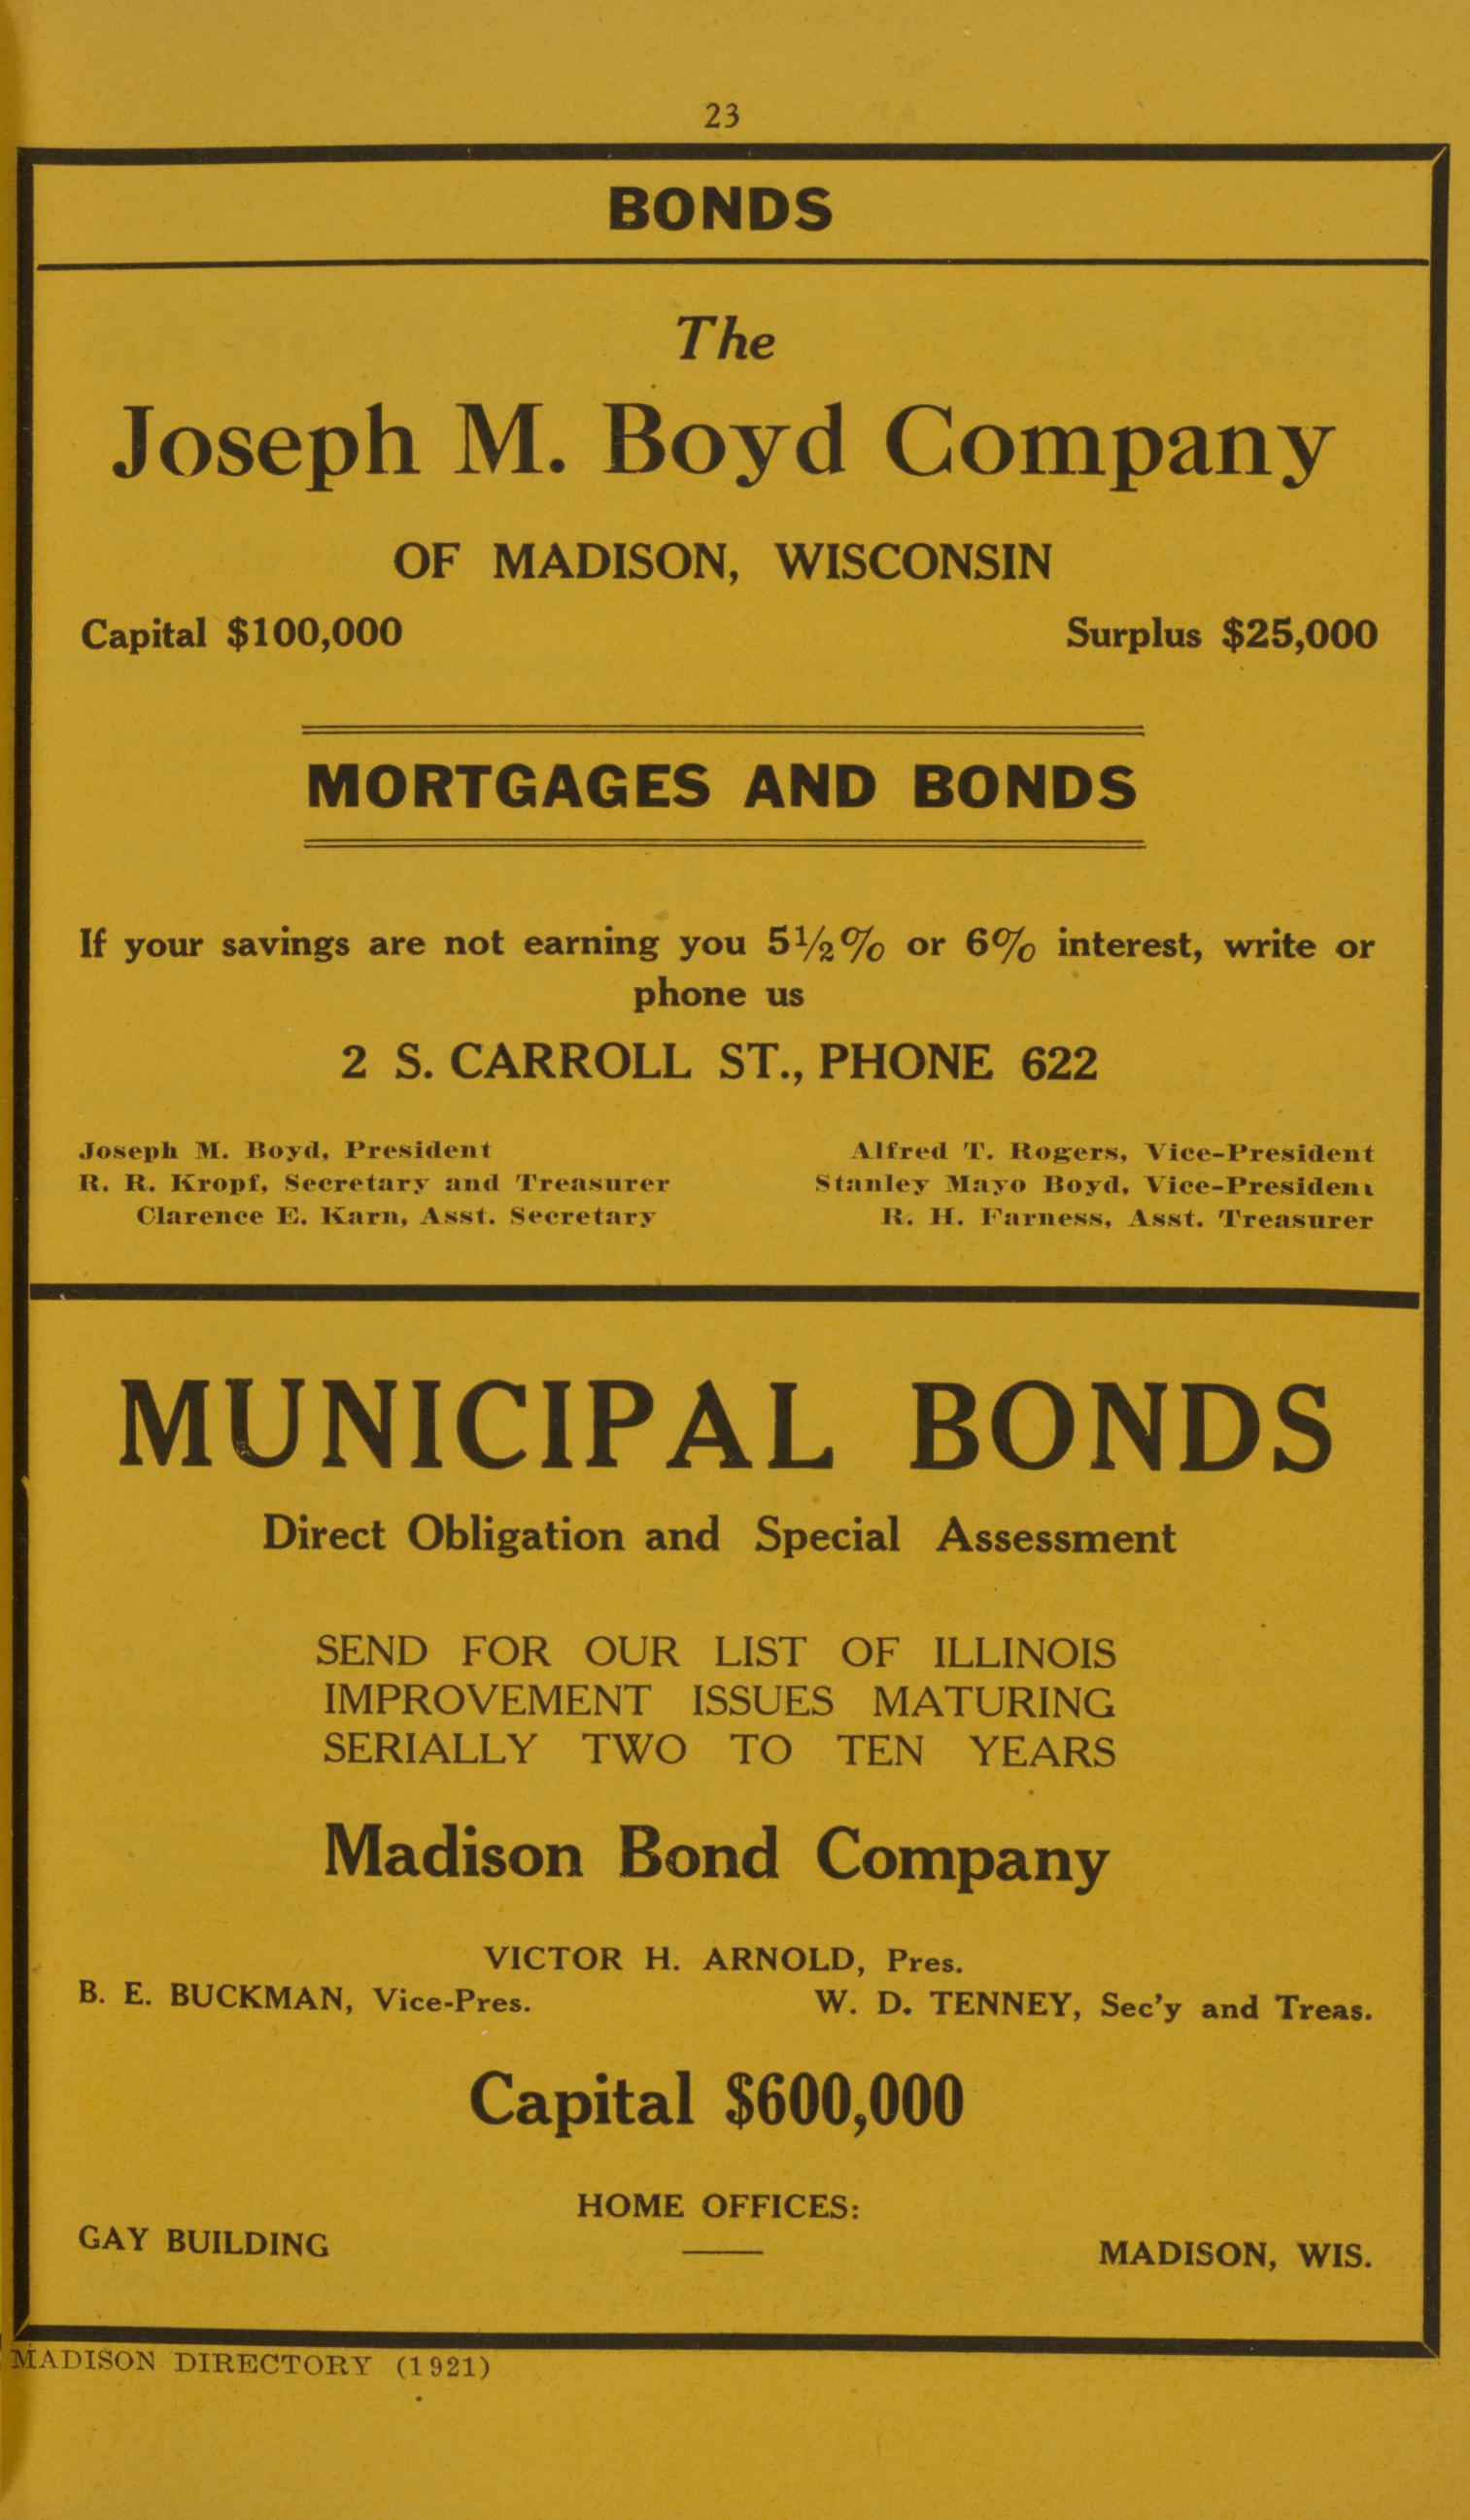 23
BONDS
The
Joseph M. Boyd Company
OF MADISON, WISCONSIN
Capital $100,000 Surplus $25,000
MORTGAGES AND BONDS
If your savings are not earning you 5½% or 6% interest, write or
phone us
2 S. CARROLL ST., PHONE 622
Joseph M. Boyd, President Alfred T. Rogers, Vice-President
R. R. Kropf, Secretary and Treasurer Stanley Mayo Boyd, Vice-President
Clarence E. Karn, Asst. Secretary R. H. Farness, Asst. Treasurer
MUNICIPAL BONDS
Direct Obligation and Special Assessment
SEND FOR OUR LIST OF ILLINOIS
IMPROVEMENT ISSUES MATURING
SERIALLY TWO TO TEN YEARS
Madison Bond Company
VICTOR H. ARNOLD, Pres.
B. E. BUCKMAN, Vice-Pres. W. D. TENNEY, Sec'y and Treas.
Capital $600,000
HOME OFFICES:
GAY BUILDING MADISON, WIS.
MADISON DIRECTORY (1921)